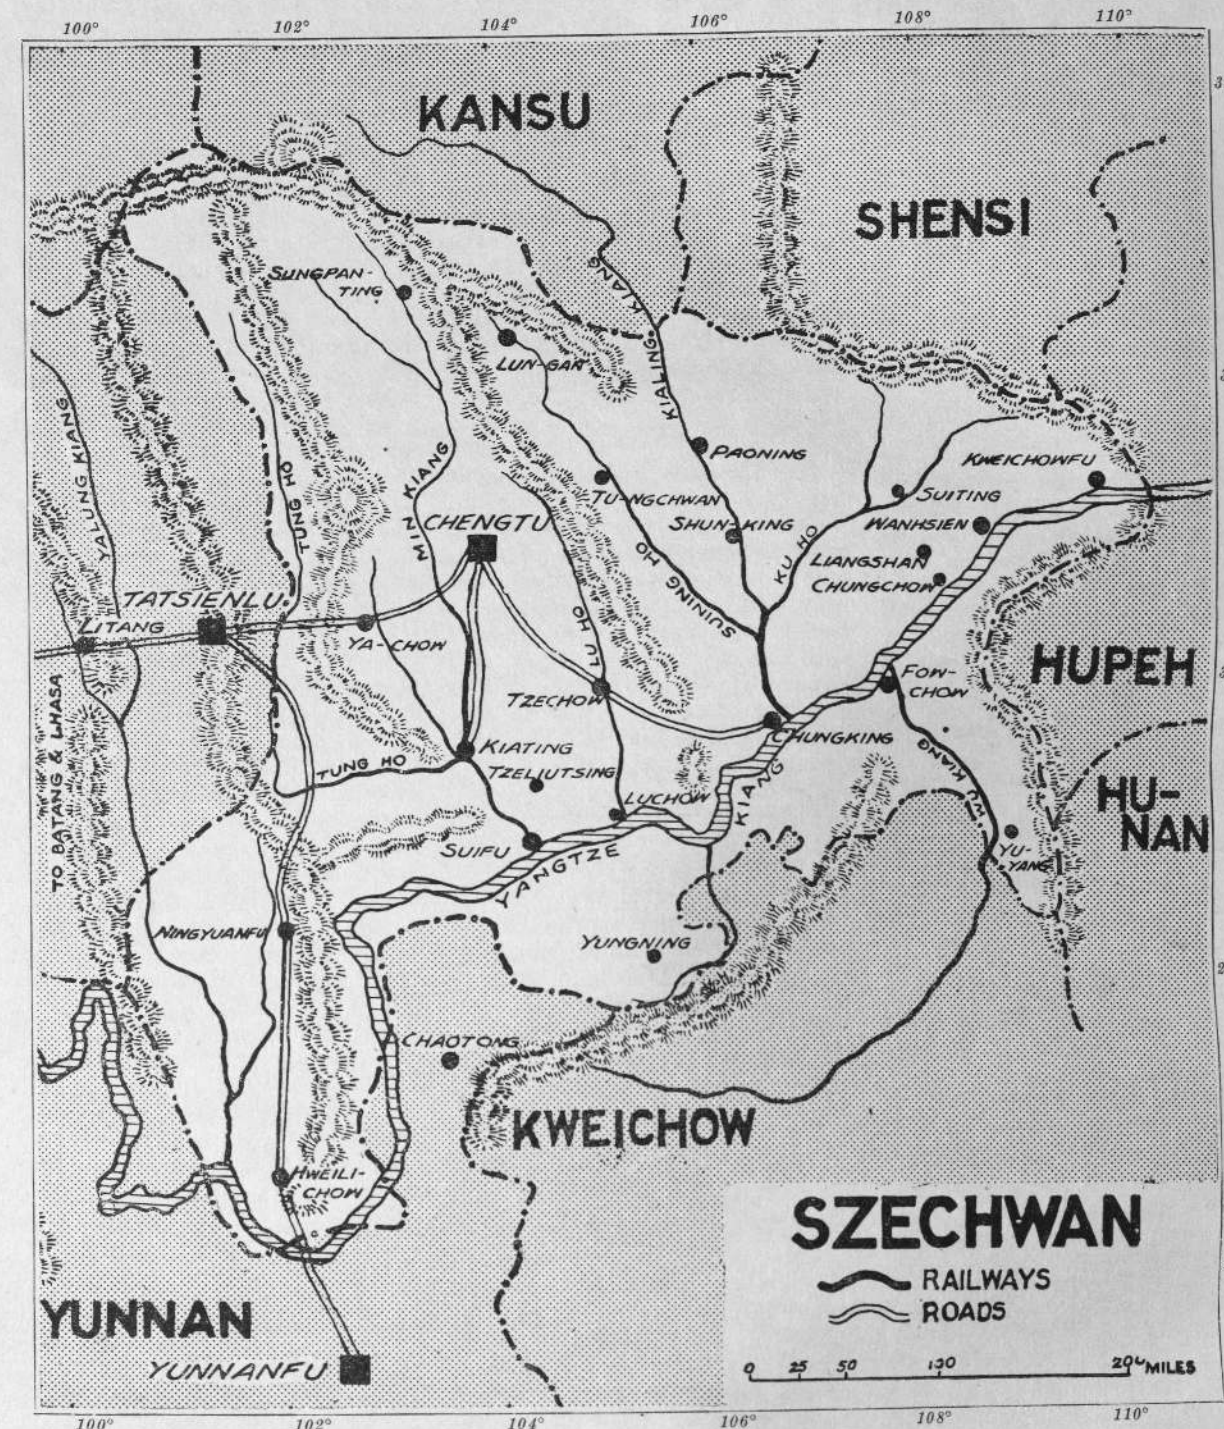 100° 102° 104° 106° 108° 110°
KANSU
SHENSI
SUNGPAN-
TING
LUN-GAN
KIALING KIANG
YALUNG KIANG
TUNG HO
MIN KIANG
PAONING
KWEICHOWFU
TU-NGCHWAN
SUITING
CHENGTU
SHUN-KING
WANHSIEN
KU HO
LIANGSHAN
CHUNGCHOW
SUINING HO
TATSIENLU
LITANG
YA-CHOW
LU HO
HUPEH
FOW-
CHOW
TZECHOW
CHUNGKING
KIATING
TUNG HO
TZELIUTSING
LUCHOW
WU KIANG
HU-
NAN
TO BATANG & LHASA
SUIFU
YANGTZE KIANG
YU-
YANG
NINGYUANFU
YUNGNING
CHAOTONG
KWEICHOW
HWEILI-
CHOW
SZECHWAN
RAILWAYS
ROADS
0 25 50 100 200 MILES
YUNNAN
YUNNANFU
100° 102° 104° 106° 108° 110°